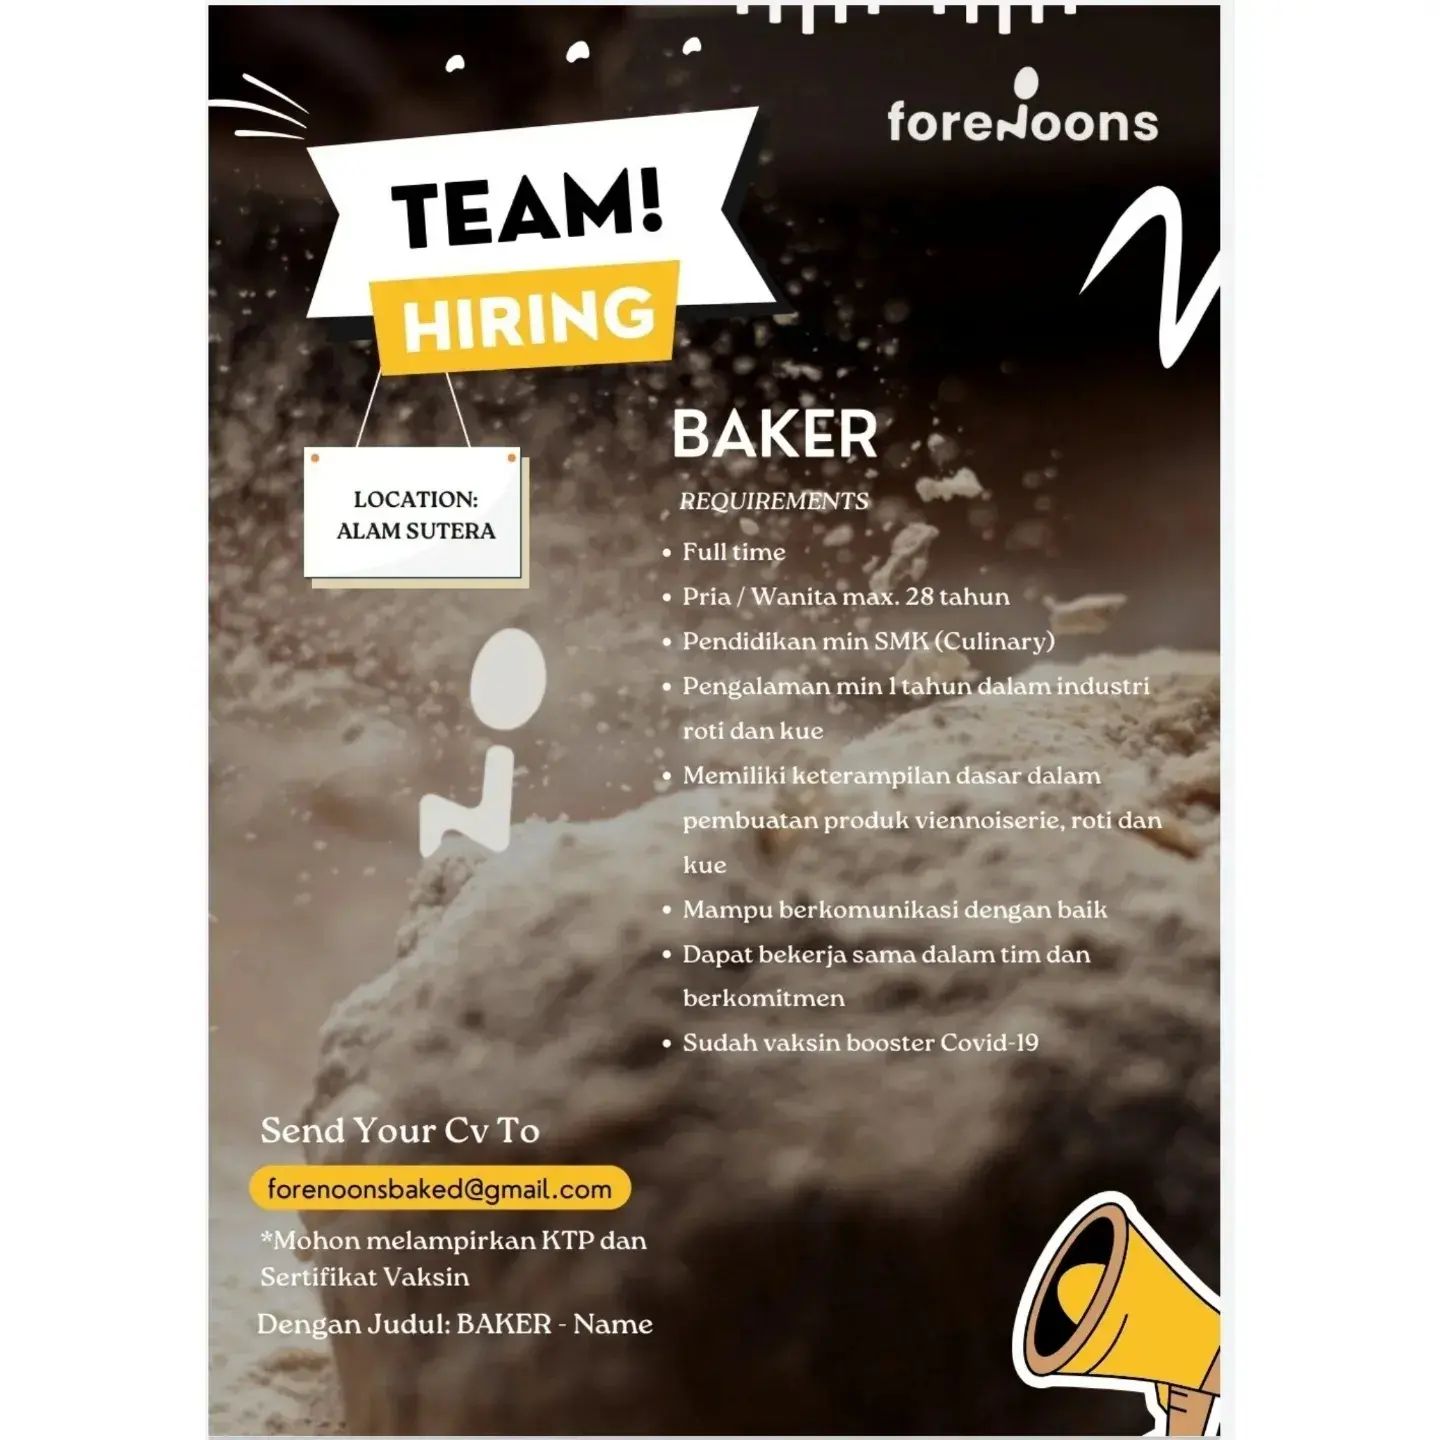 forenoons
TEAM!
HIRING
LOCATION:
ALAM SUTERA
BAKER
REQUIREMENTS
• Full time
• Pria / Wanita max. 28 tahun
• Pendidikan min SMK (Culinary)
• Pengalaman min 1 tahun dalam industri
roti dan kue
• Memiliki keterampilan dasar dalam
pembuatan produk viennoiserie, roti dan
kue
• Mampu berkomunikasi dengan baik
• Dapat bekerja sama dalam tim dan
berkomitmen
• Sudah vaksin booster Covid-19
Send Your Cv To
forenoonsbaked@gmail.com
*Mohon melampirkan KTP dan
Sertifikat Vaksin
Dengan Judul: BAKER - Name